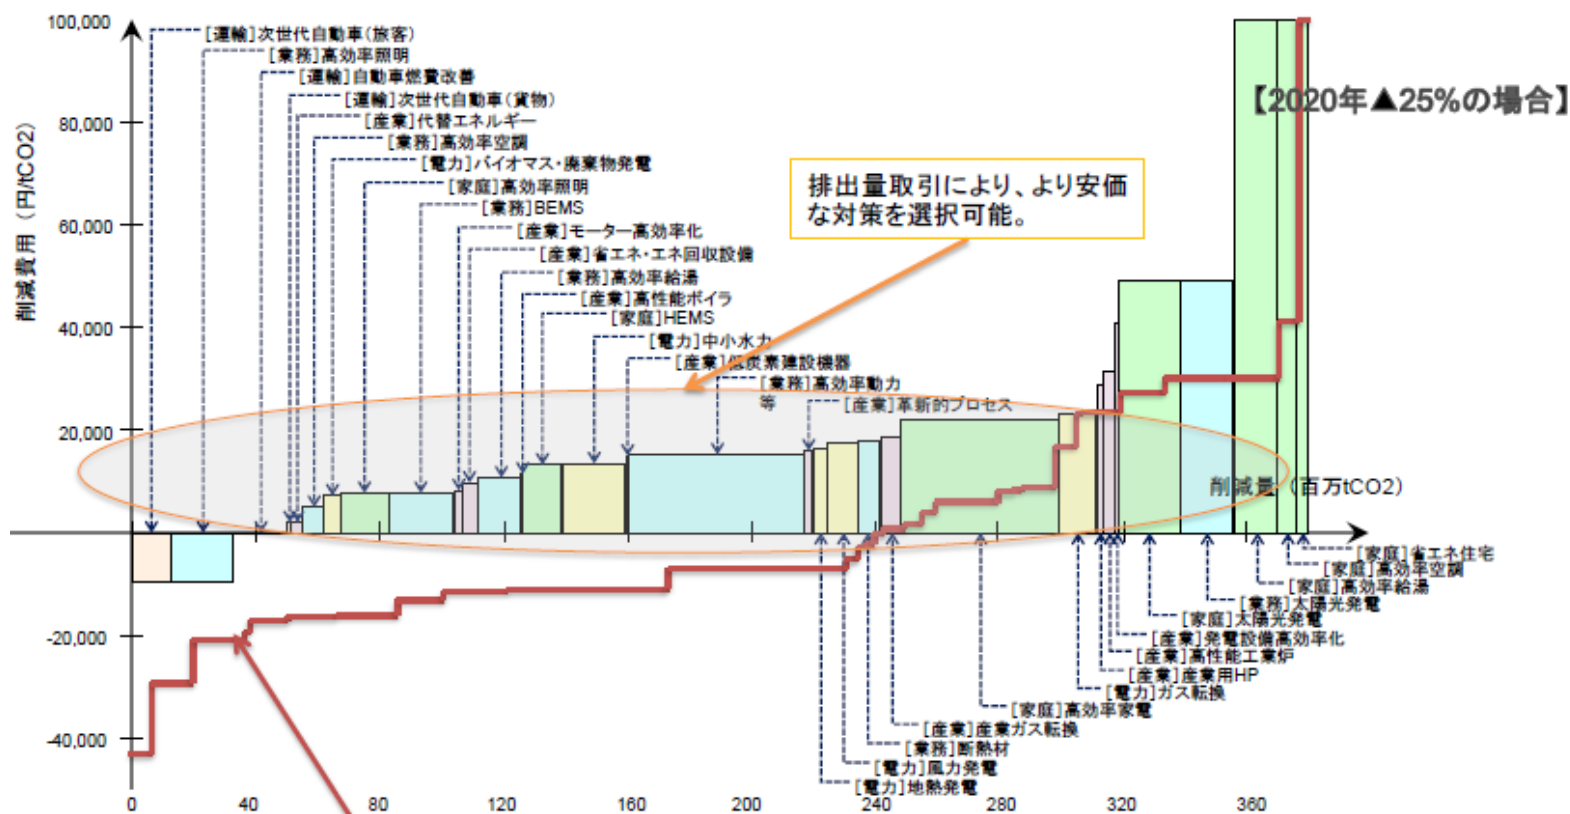 100,000
80,000
60,000
40,000
20,000
-20,000
-40,000
削減費用（円/tCO2）
[運輸]次世代自動車(旅客)
[業務]高効率照明
[運輸]自動車燃費改善
[運輸]次世代自動車(貨物)
[産業]代替エネルギー
[業務]高効率空調
[電力]バイオマス・廃棄物発電
[家庭]高効率照明
[業務]BEMS
[産業]モーター高効率化
[産業]省エネ・エネ回収設備
[業務]高効率給湯
[産業]高性能ボイラ
[家庭]HEMS
[電力]中小水力
[産業]低炭素建設機器
[業務]高効率動力
等
[産業]革新的プロセス
【2020年▲25%の場合】
排出量取引により、より安価
な対策を選択可能。
削減量（百万tCO2）
[家庭]省エネ住宅
[家庭]高効率空調
[家庭]高効率給湯
[業務]太陽光発電
[家庭]太陽光発電
[産業]発電設備高効率化
[産業]高性能工業炉
[産業]産業用HP
[電力]ガス転換
[家庭]高効率家電
[産業]産業ガス転換
[業務]断熱材
[電力]風力発電
[電力]地熱発電
0 40 80 120 160 200 240 280 320 360